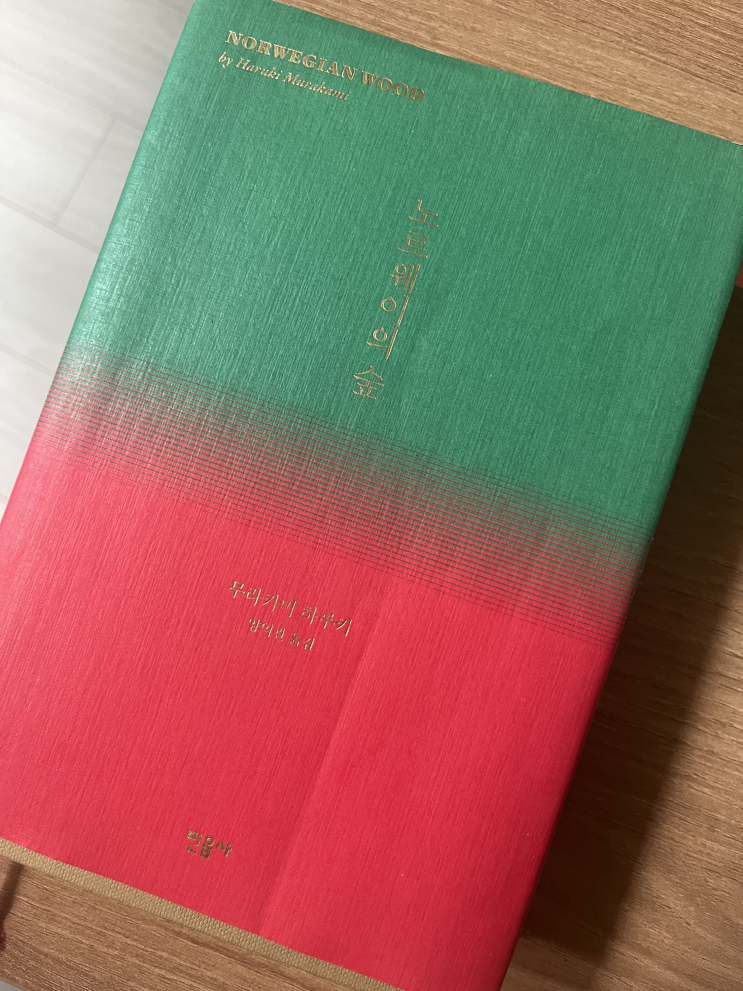 NORWEGIAN WOOD
by Haruki Murakami
노르웨이의 숲
무라카미 하루키
양억관 옮김
민음사